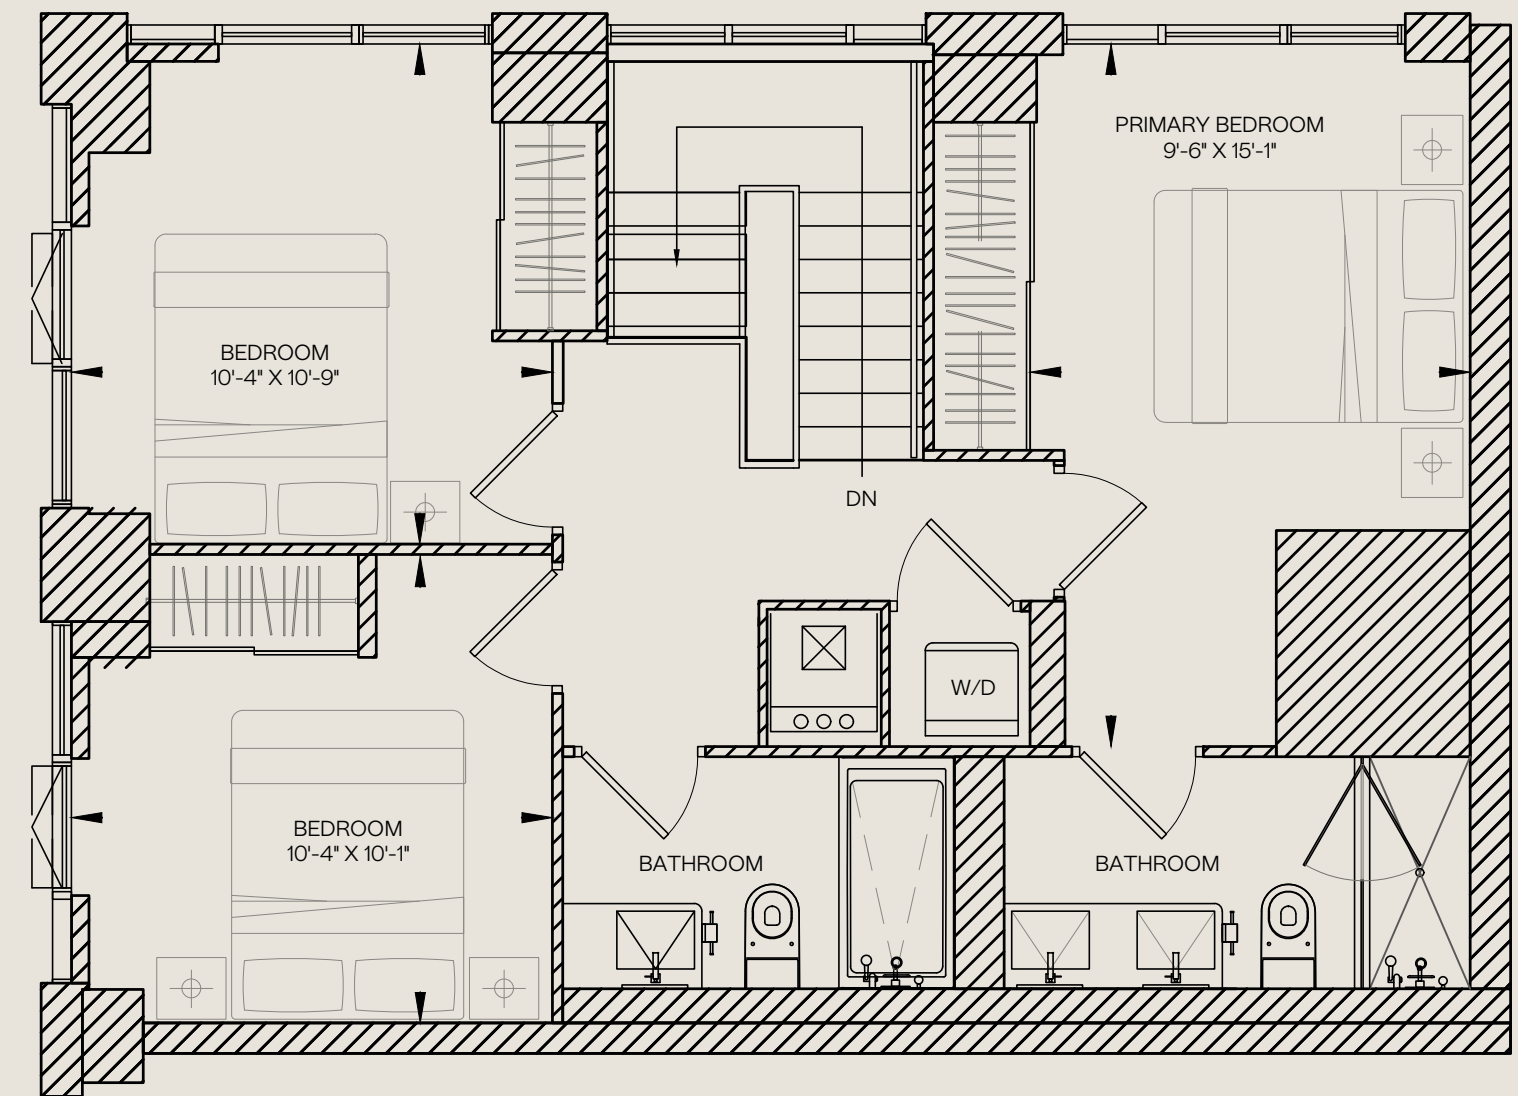 PRIMARY BEDROOM
9'-6" X 15'-1"
BEDROOM
10'-4" X 10'-9"
DN
W/D
BEDROOM
10'-4" X 10'-1"
BATHROOM
BATHROOM